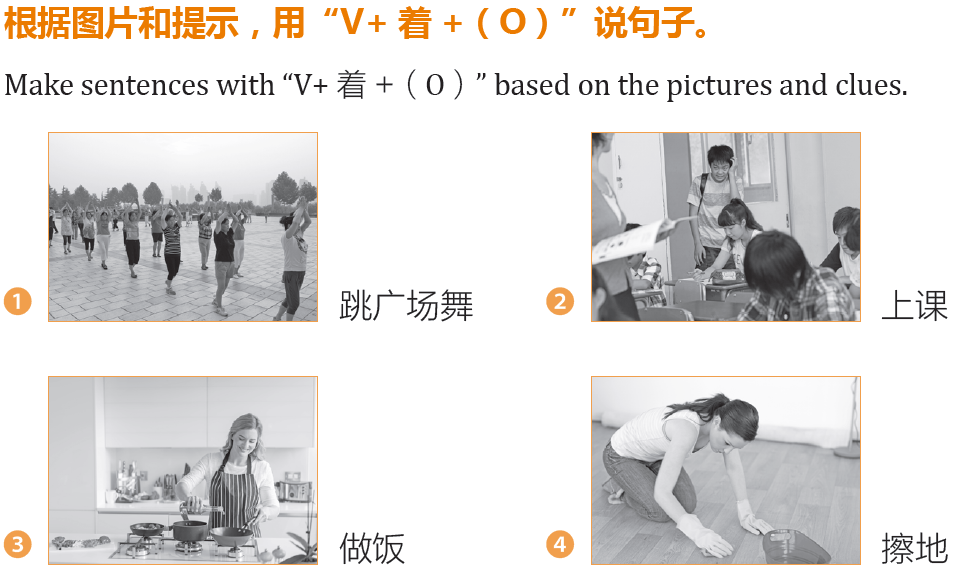 根据图片和提示，用“V+ 着 +（O）”说句子。
Make sentences with “V+ 着 +（O）” based on the pictures and clues.
1 跳广场舞
2 上课
3 做饭
4 擦地